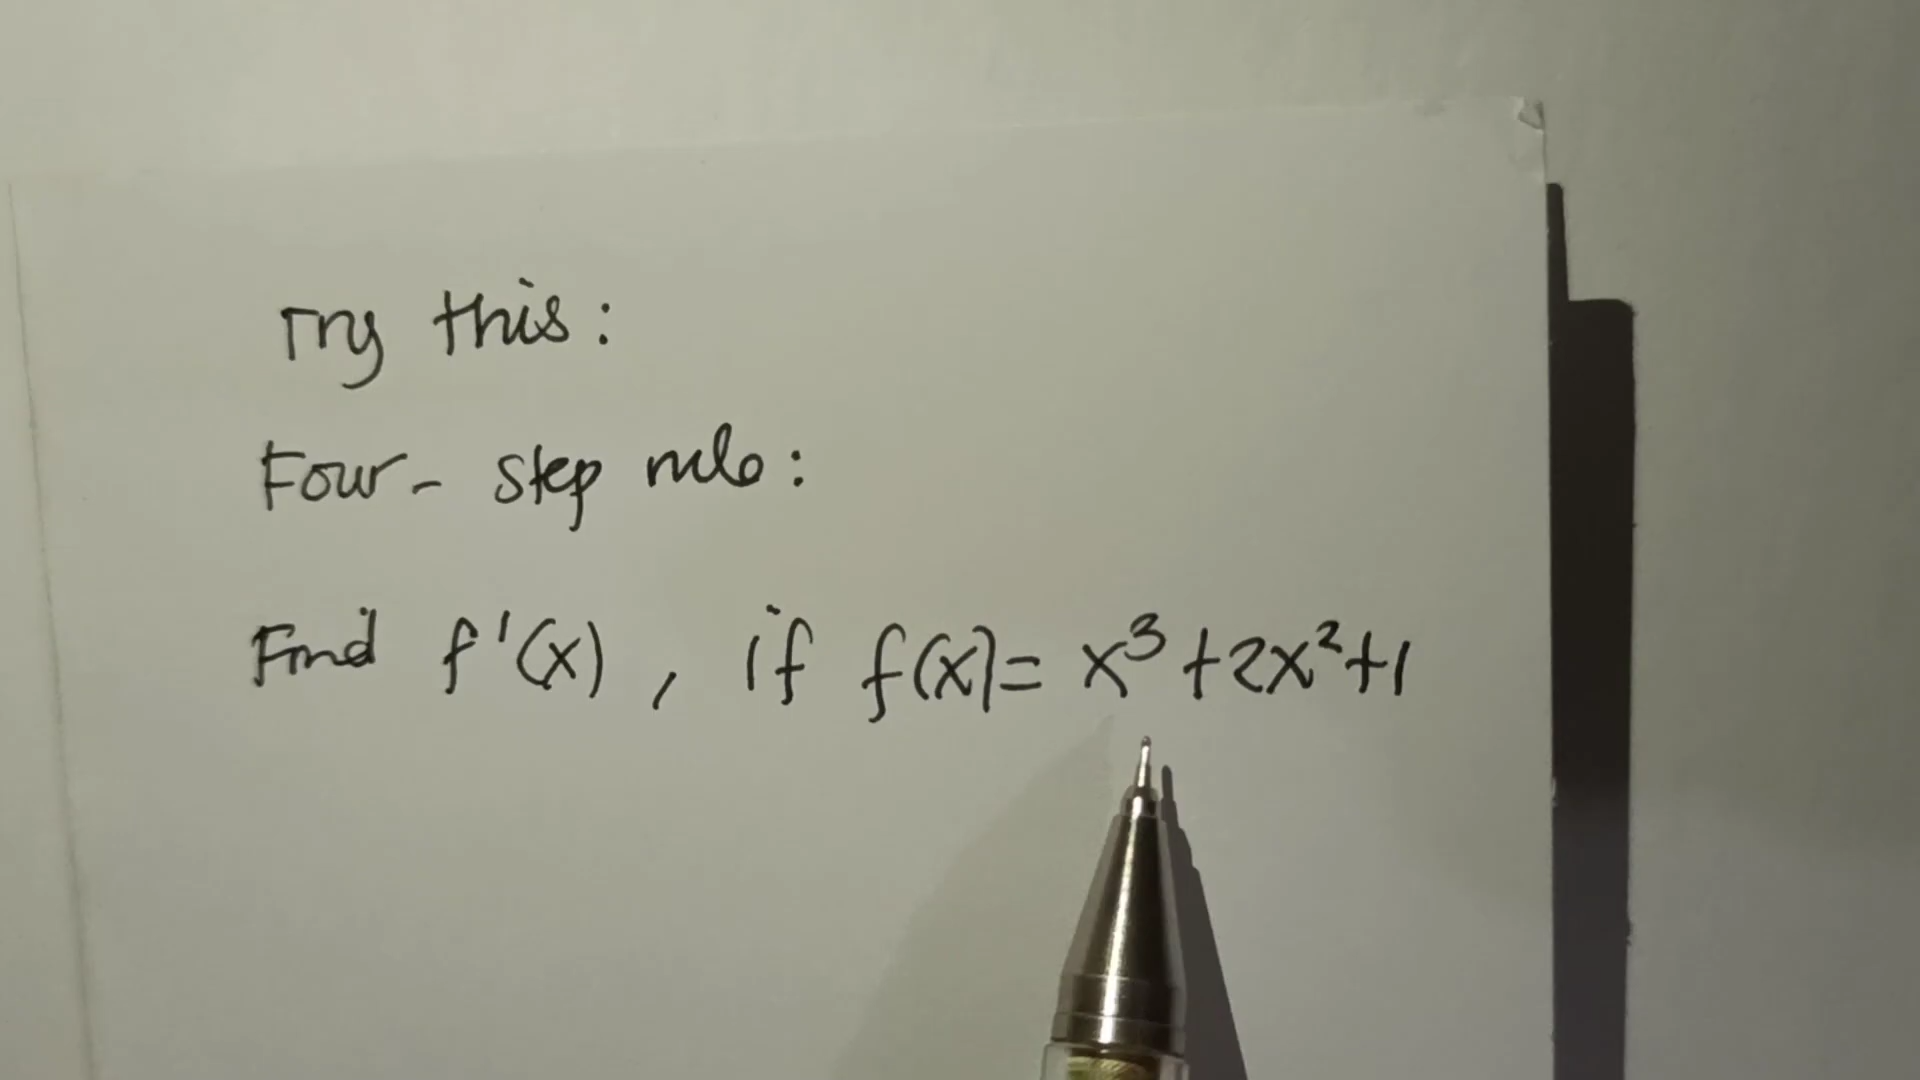 Try this:
Four-step rule:
Find f'(x), if f(x)= x³+2x²+1